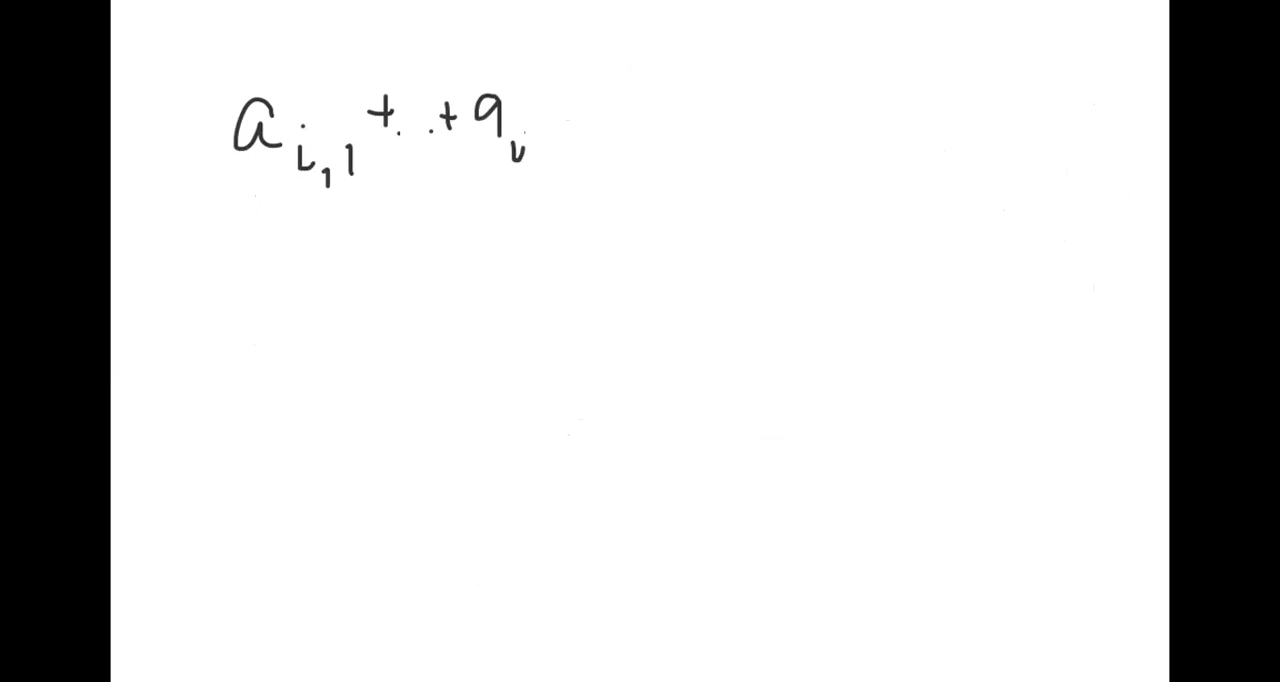 a_{i,1} + . . + a_i